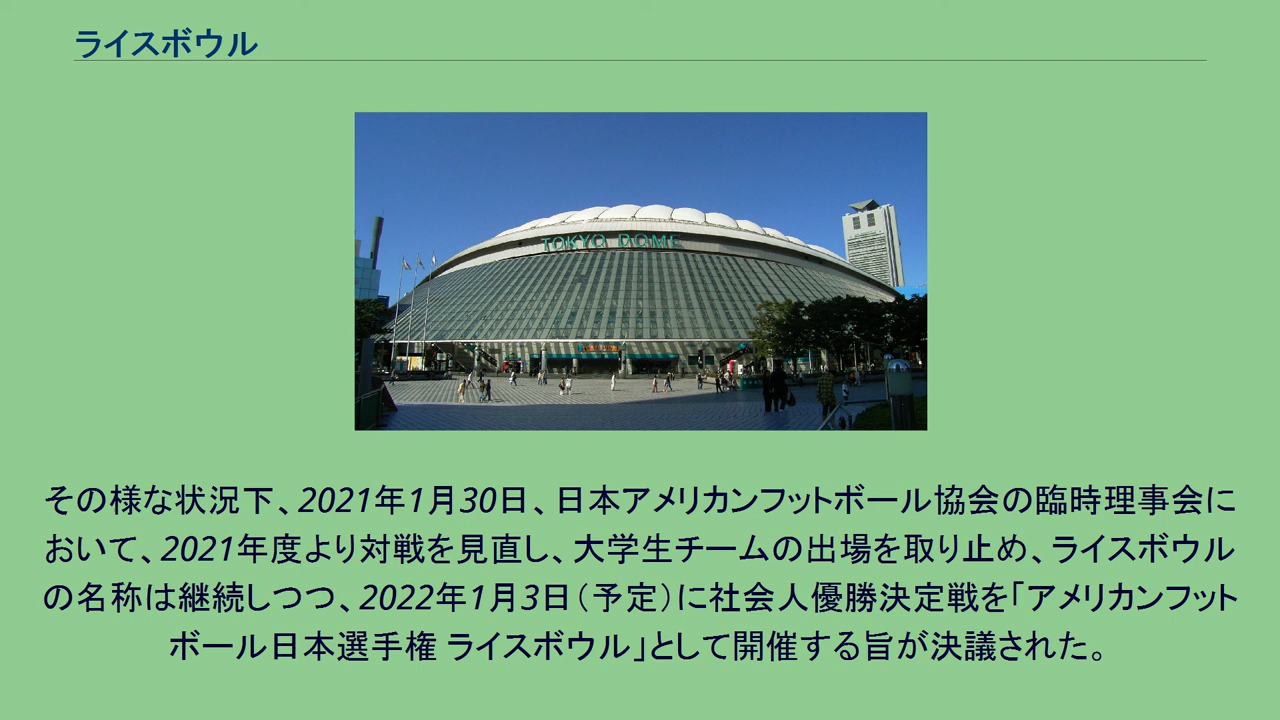 ライスボウル
TOKYO DOME
その様な状況下、2021年1月30日、日本アメリカンフットボール協会の臨時理事会に
おいて、2021年度より対戦を見直し、大学生チームの出場を取り止め、ライスボウル
の名称は継続しつつ、2022年1月3日（予定）に社会人優勝決定戦を「アメリカンフット
ボール日本選手権 ライスボウル」として開催する旨が決議された。